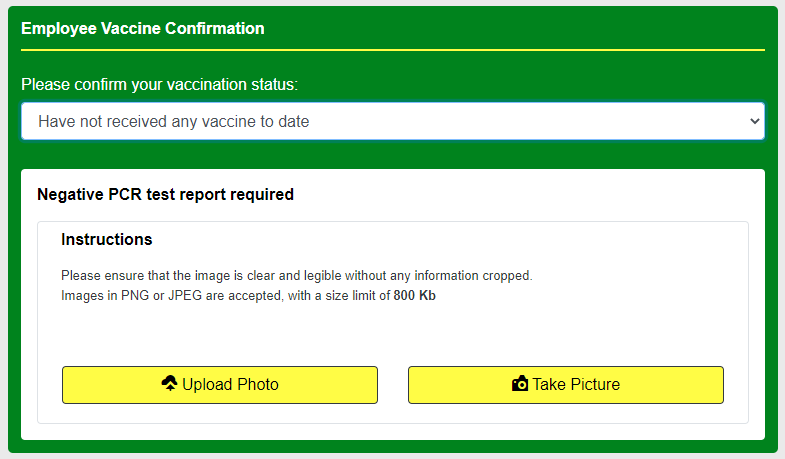 Employee Vaccine Confirmation
Please confirm your vaccination status:
Have not received any vaccine to date
Negative PCR test report required
Instructions
Please ensure that the image is clear and legible without any information cropped.
Images in PNG or JPEG are accepted, with a size limit of 800 Kb
Upload Photo
Take Picture